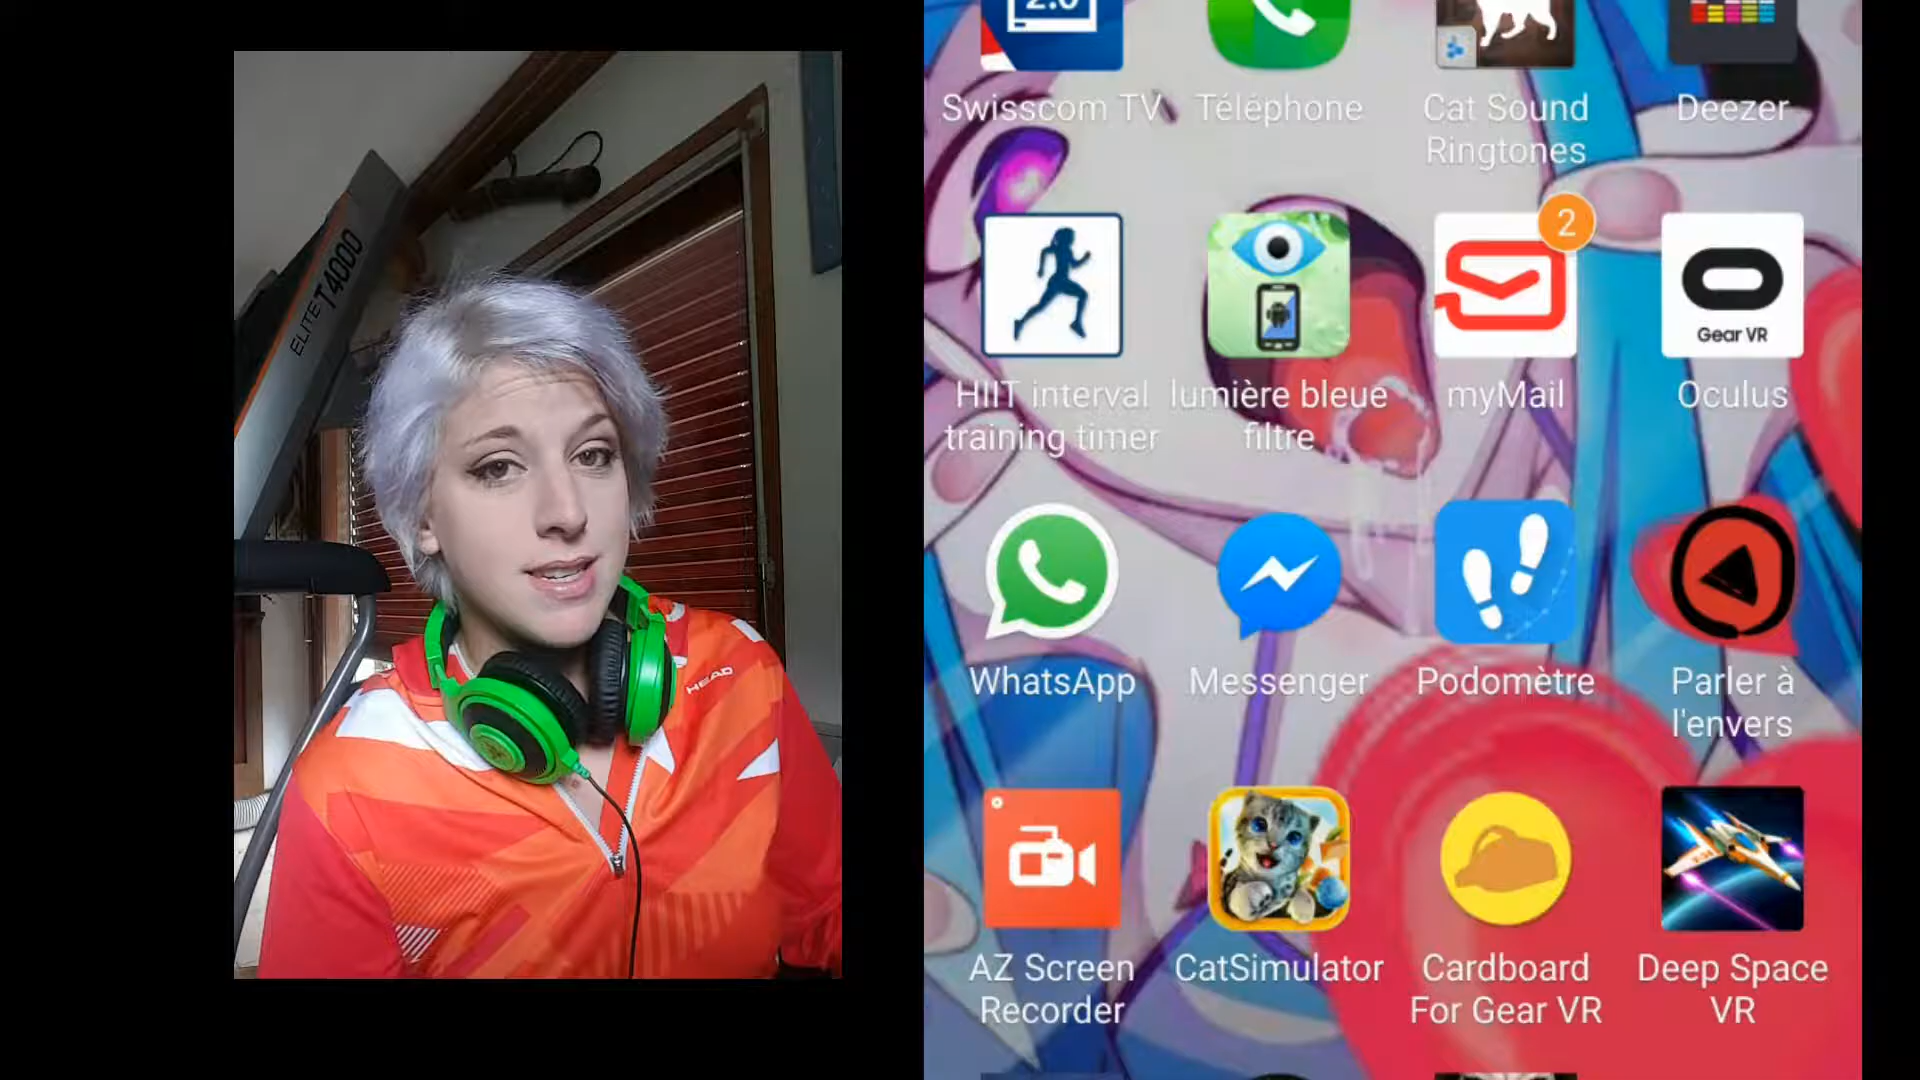 ELITE T4000
HEAD
2.0
Swisscom TV
Téléphone
Cat Sound
Ringtones
Deezer
2
Gear VR
HIIT interval
training timer
lumière bleue
filtre
myMail
Oculus
WhatsApp
Messenger
Podomètre
Parler à
l'envers
AZ Screen
Recorder
CatSimulator
Cardboard
For Gear VR
Deep Space
VR